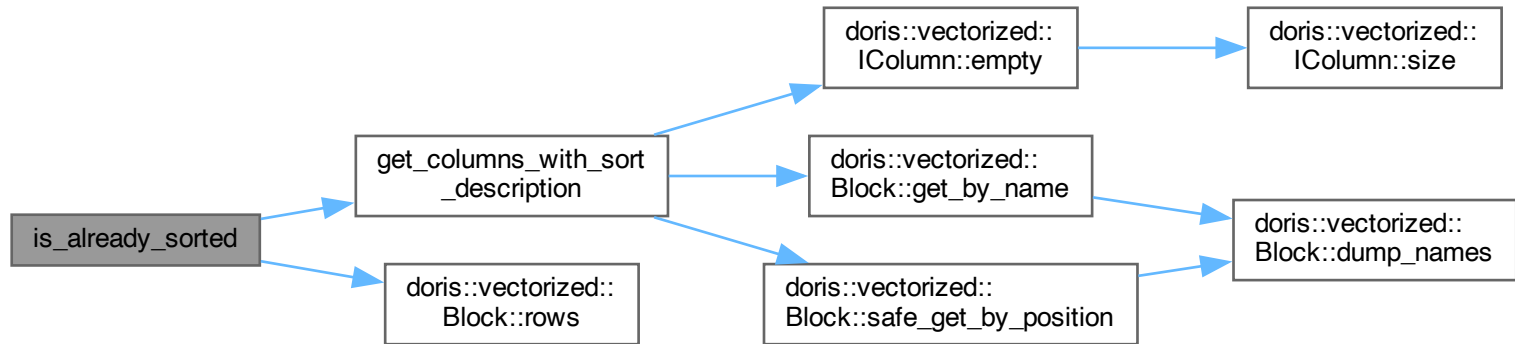 is_already_sorted
get_columns_with_sort
_description
doris::vectorized::
Block::rows
doris::vectorized::
IColumn::empty
doris::vectorized::
Block::get_by_name
doris::vectorized::
Block::safe_get_by_position
doris::vectorized::
IColumn::size
doris::vectorized::
Block::dump_names